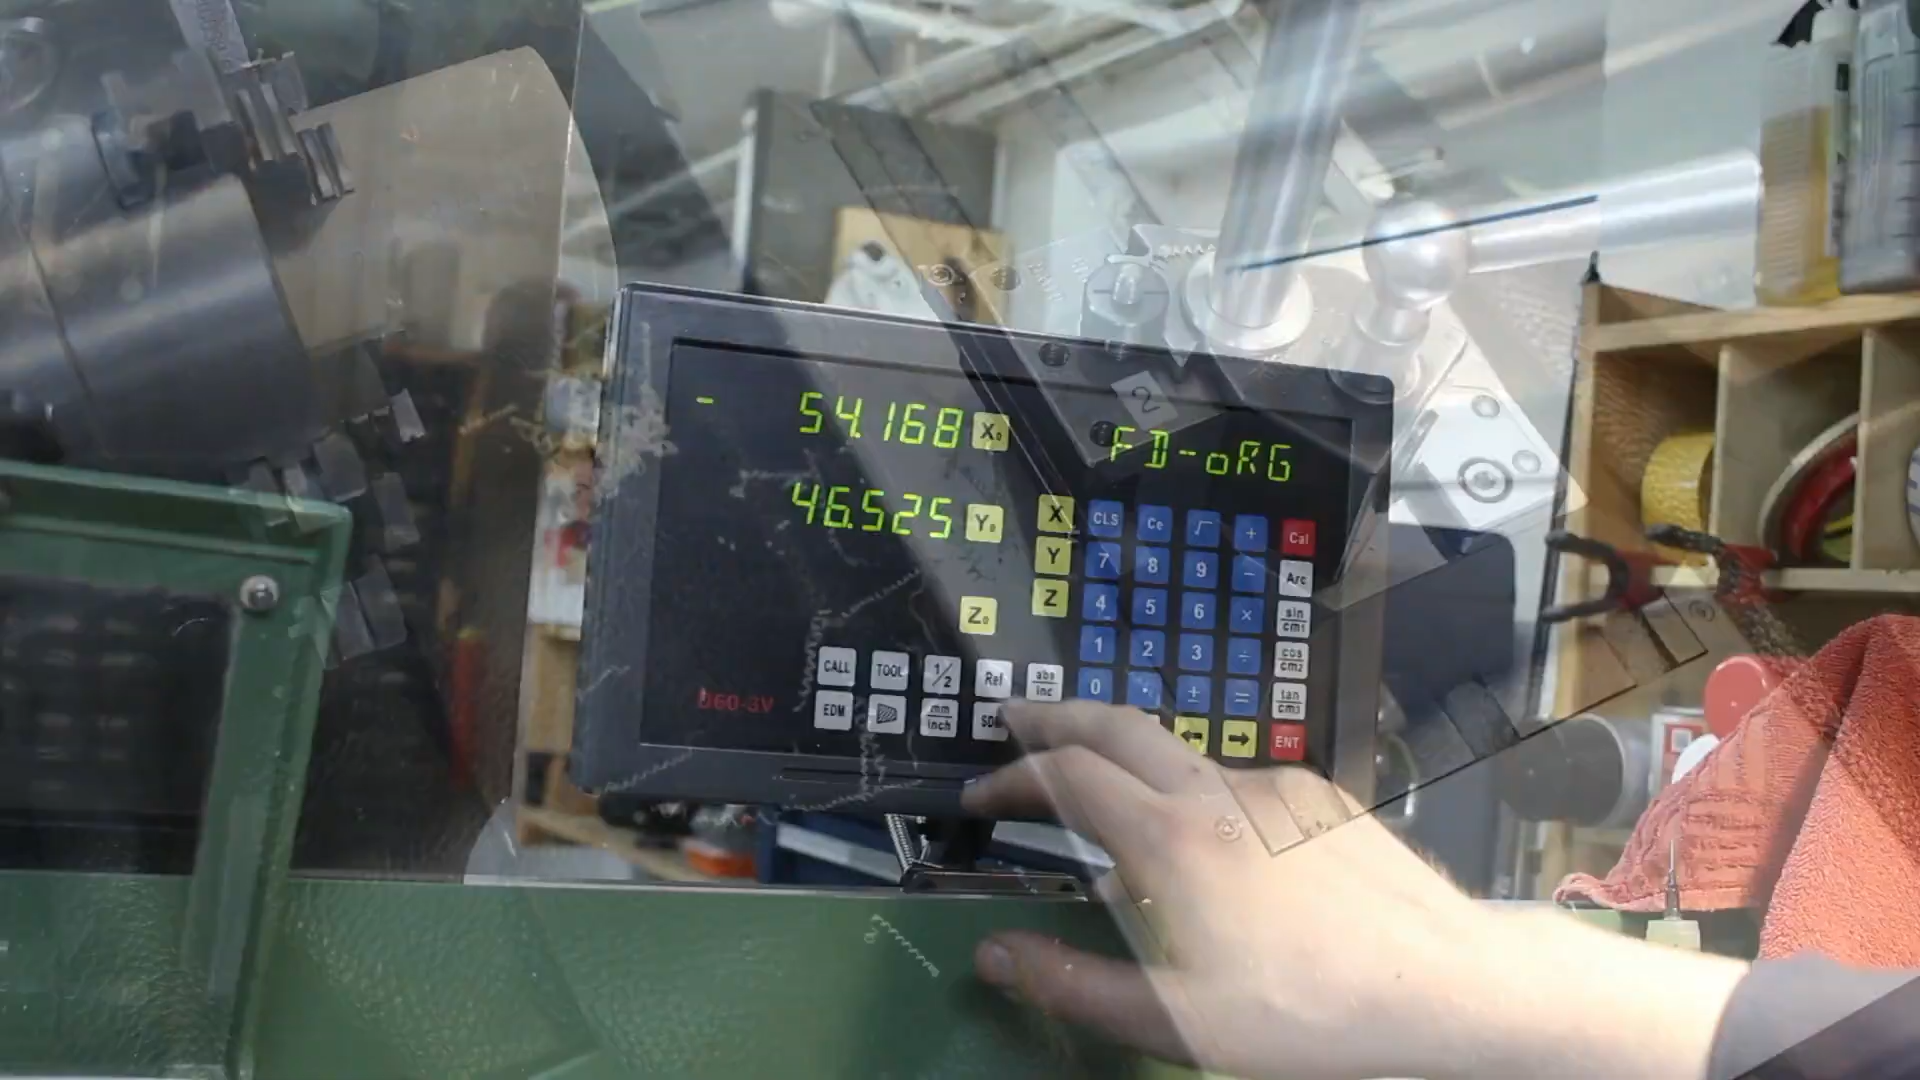 - 54.168 X₀ FD-oRG
46.525 Y₀
X CLS Ce √ + Cal
Y 7 8 9 - Arc
Z₀ Z 4 5 6 × sin cm1
CALL TOOL 1/2 Ref abs inc 1 2 3 ÷ cos cm2
0 . ± = tan cm3
EDM mm inch ← → ENT
2